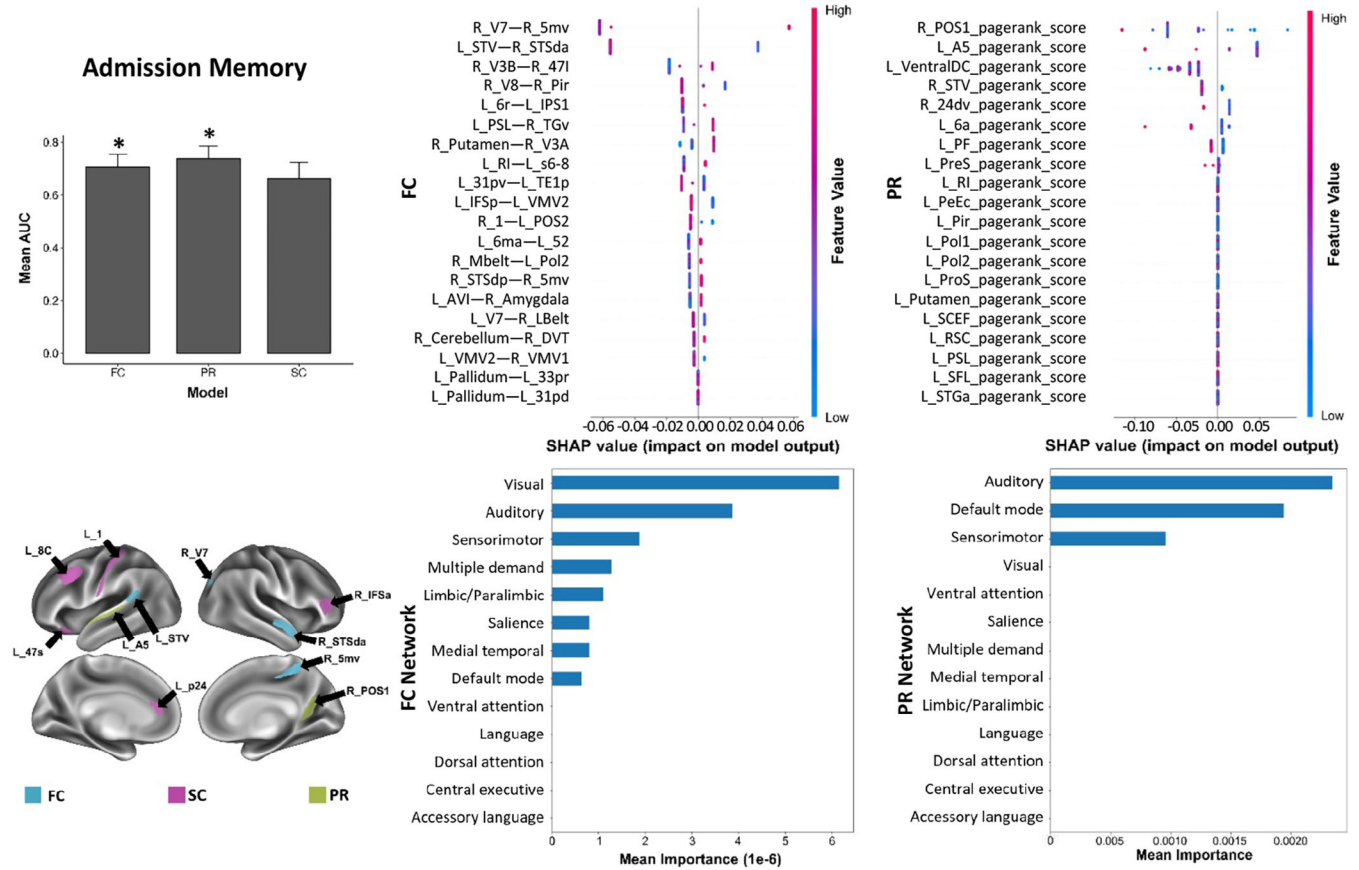 Admission Memory
*
*
Mean AUC
0.8
0.6
0.4
0.2
0.0
FC
PR
SC
Model
FC
R_V7—R_5mv
L_STV—R_STSda
R_V3B—R_47l
R_V8—R_Pir
L_6r—L_IPS1
L_PSL—R_TGv
R_Putamen—R_V3A
L_RI—L_s6-8
L_31pv—L_TE1p
L_IFSp—L_VMV2
R_1—L_POS2
L_6ma—L_52
R_Mbelt—L_Pol2
R_STSdp—R_5mv
L_AVI—R_Amygdala
L_V7—R_LBelt
R_Cerebellum—R_DVT
L_VMV2—R_VMV1
L_Pallidum—L_33pr
L_Pallidum—L_31pd
-0.06 -0.04 -0.02 0.00 0.02 0.04 0.06
SHAP value (impact on model output)
High
Feature Value
Low
PR
R_POS1_pagerank_score
L_A5_pagerank_score
L_VentralDC_pagerank_score
R_STV_pagerank_score
R_24dv_pagerank_score
L_6a_pagerank_score
L_PF_pagerank_score
L_PreS_pagerank_score
L_RI_pagerank_score
L_PeEc_pagerank_score
L_Pir_pagerank_score
L_Pol1_pagerank_score
L_Pol2_pagerank_score
L_ProS_pagerank_score
L_Putamen_pagerank_score
L_SCEF_pagerank_score
L_RSC_pagerank_score
L_PSL_pagerank_score
L_SFL_pagerank_score
L_STGa_pagerank_score
-0.10 -0.05 0.00 0.05
SHAP value (impact on model output)
High
Feature Value
Low
L_1
L_8C
L_47s
L_A5
L_STV
R_V7
R_IFSa
R_STSda
R_5mv
L_p24
R_POS1
FC
SC
PR
FC Network
Visual
Auditory
Sensorimotor
Multiple demand
Limbic/Paralimbic
Salience
Medial temporal
Default mode
Ventral attention
Language
Dorsal attention
Central executive
Accessory language
0 1 2 3 4 5 6
Mean Importance (1e-6)
PR Network
Auditory
Default mode
Sensorimotor
Visual
Ventral attention
Salience
Multiple demand
Medial temporal
Limbic/Paralimbic
Language
Dorsal attention
Central executive
Accessory language
0 0.005 0.0010 0.0015 0.0020
Mean Importance